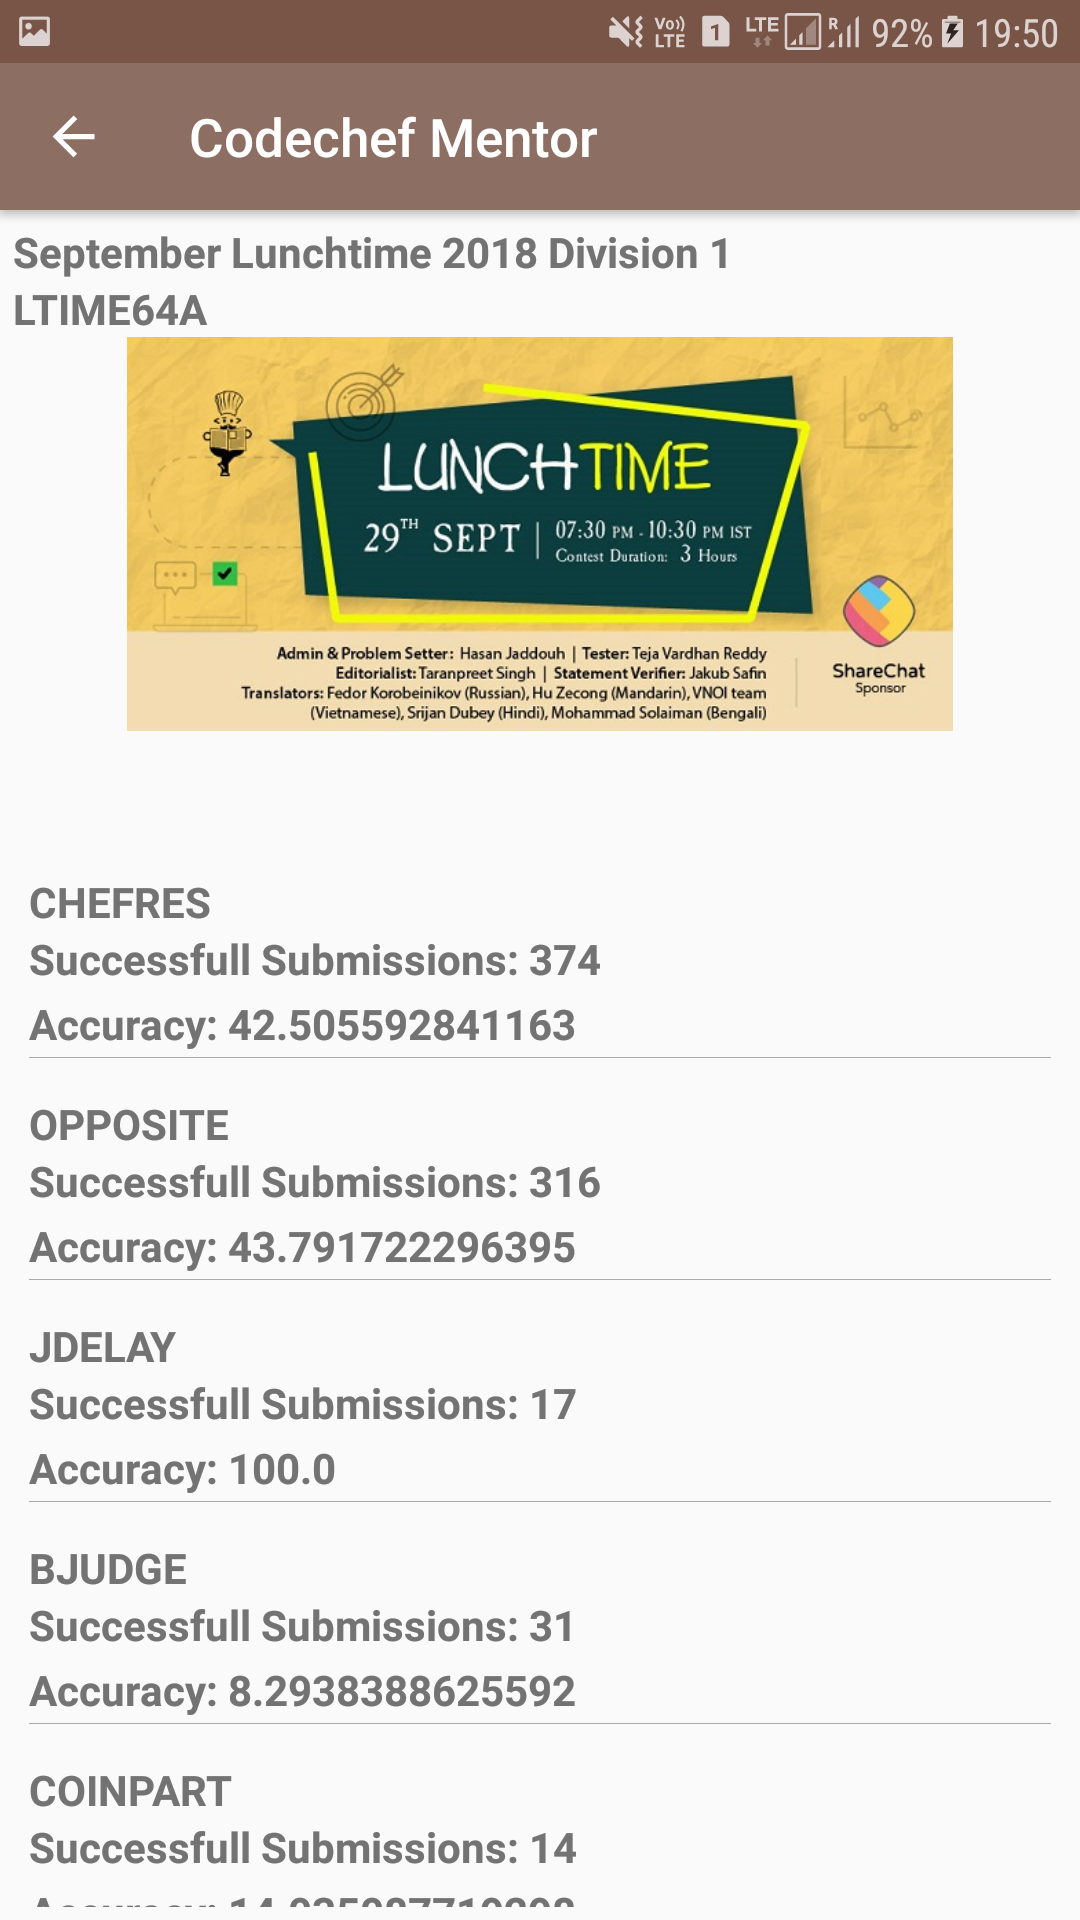 Vo)) LTE 1 LTE R 92% 19:50
Codechef Mentor
September Lunchtime 2018 Division 1
LTIME64A
LUNCHTIME
29TH SEPT | 07:30 PM - 10:30 PM IST
Contest Duration: 3 Hours
Admin & Problem Setter: Hasan Jaddouh | Tester: Teja Vardhan Reddy
Editorialist: Taranpreet Singh | Statement Verifier: Jakub Safin
Translators: Fedor Korobeinikov (Russian), Hu Zecong (Mandarin), VNOI team
(Vietnamese), Srijan Dubey (Hindi), Mohammad Solaiman (Bengali)
ShareChat
Sponsor
CHEFRES
Successfull Submissions: 374
Accuracy: 42.505592841163
OPPOSITE
Successfull Submissions: 316
Accuracy: 43.791722296395
JDELAY
Successfull Submissions: 17
Accuracy: 100.0
BJUDGE
Successfull Submissions: 31
Accuracy: 8.2938388625592
COINPART
Successfull Submissions: 14